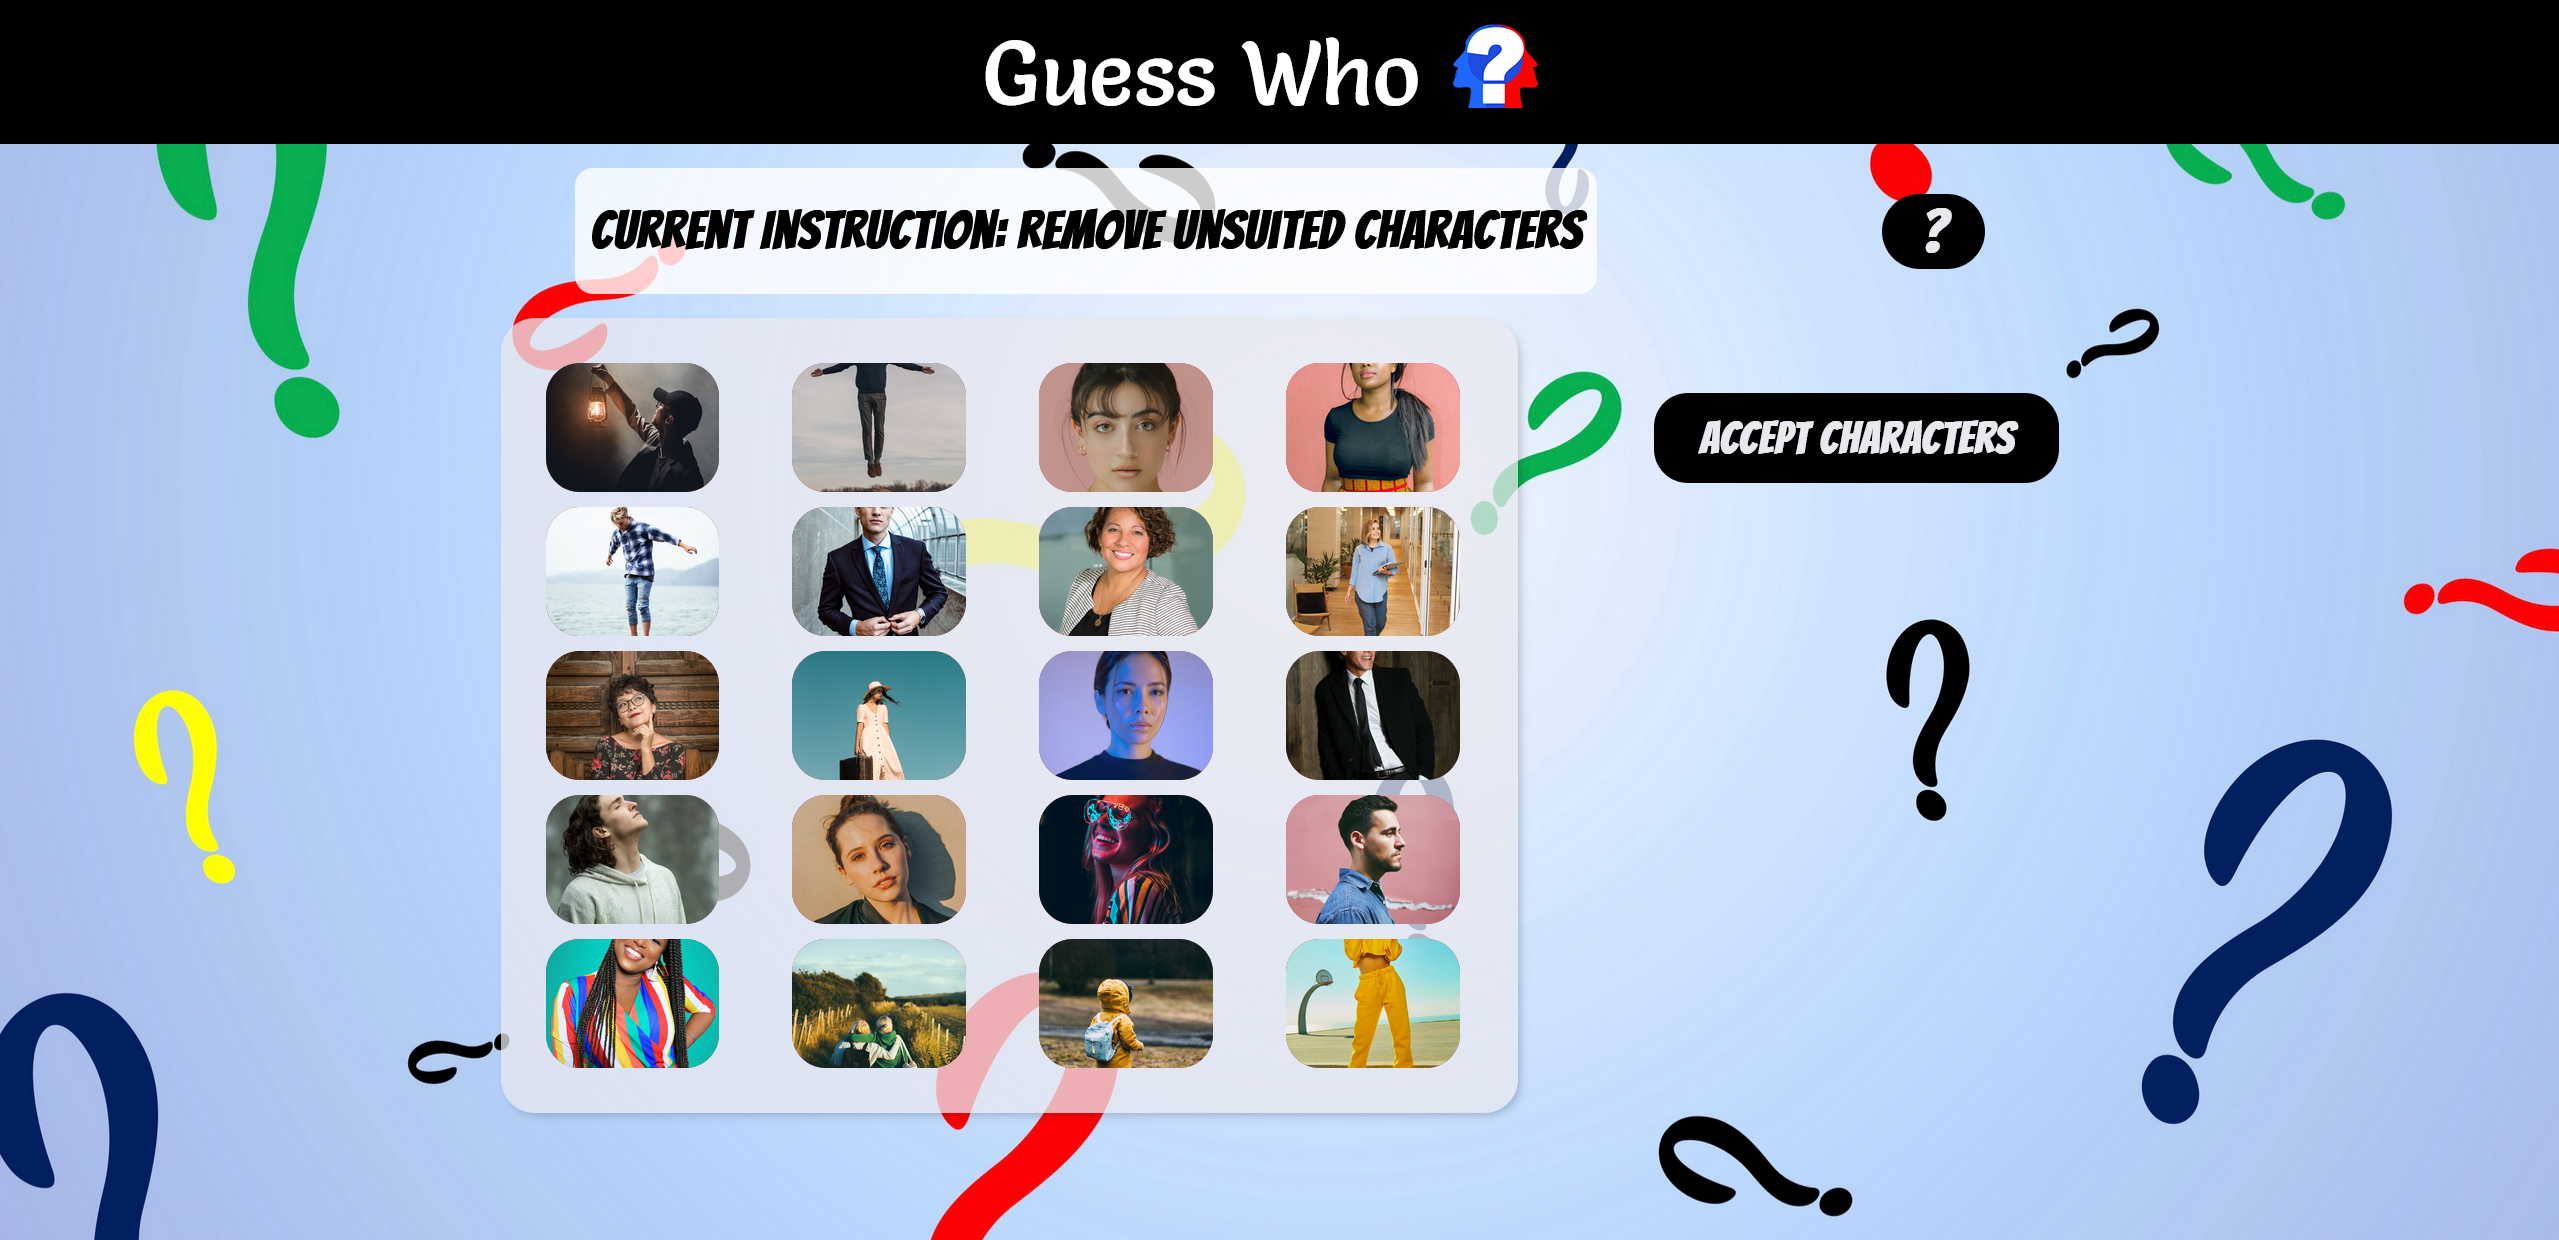 Guess Who
CURRENT INSTRUCTION: REMOVE UNSUITED CHARACTERS
?
ACCEPT CHARACTERS